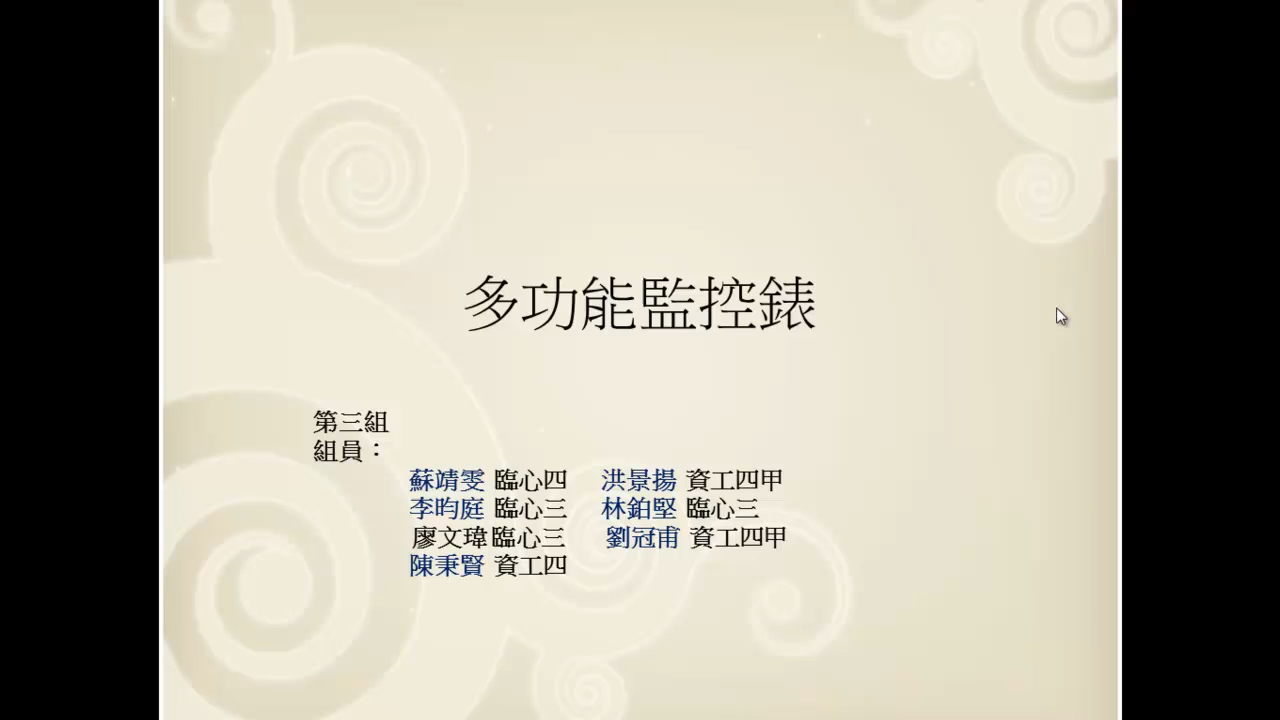 多功能監控錶
第三組
組員：
蘇靖雯 臨心四 洪景揚 資工四甲
李昀庭 臨心三 林鉑堅 臨心三
廖文瑋 臨心三 劉冠甫 資工四甲
陳秉賢 資工四